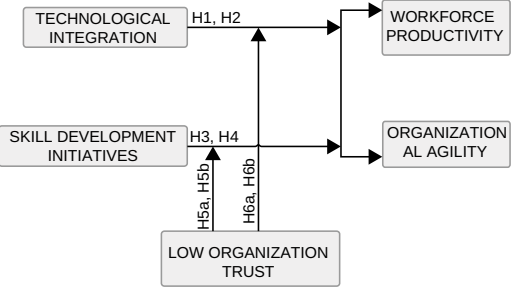 TECHNOLOGICAL
INTEGRATION
H1, H2
WORKFORCE
PRODUCTIVITY
SKILL DEVELOPMENT
INITIATIVES
H3, H4
ORGANIZATION
AL AGILITY
H5a, H5b
H6a, H6b
LOW ORGANIZATION
TRUST